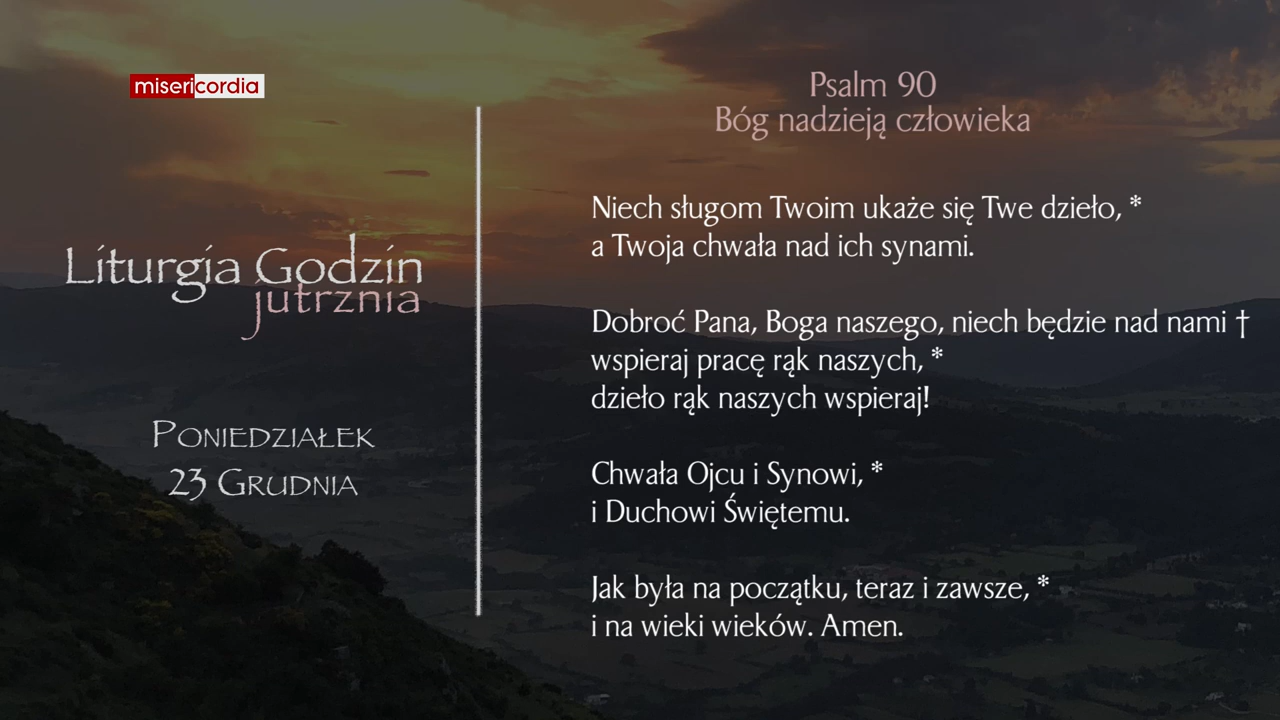 misericordia
Liturgia Godzin
jutrznia
Poniedziałek
23 Grudnia
Psalm 90
Bóg nadzieją człowieka
Niech sługom Twoim ukaże się Twe dzieło, *
a Twoja chwała nad ich synami.
Dobroć Pana, Boga naszego, niech będzie nad nami †
wspieraj pracę rąk naszych, *
dzieło rąk naszych wspieraj!
Chwała Ojcu i Synowi, *
i Duchowi Świętemu.
Jak była na początku, teraz i zawsze, *
i na wieki wieków. Amen.